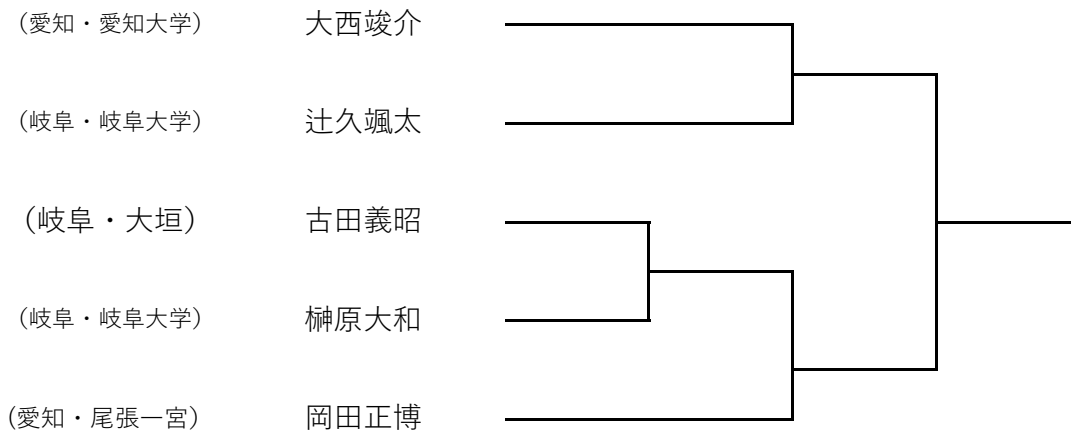 （愛知・愛知大学） 大西竣介
（岐阜・岐阜大学） 辻久颯太
（岐阜・大垣） 古田義昭
（岐阜・岐阜大学） 榊原大和
（愛知・尾張一宮） 岡田正博